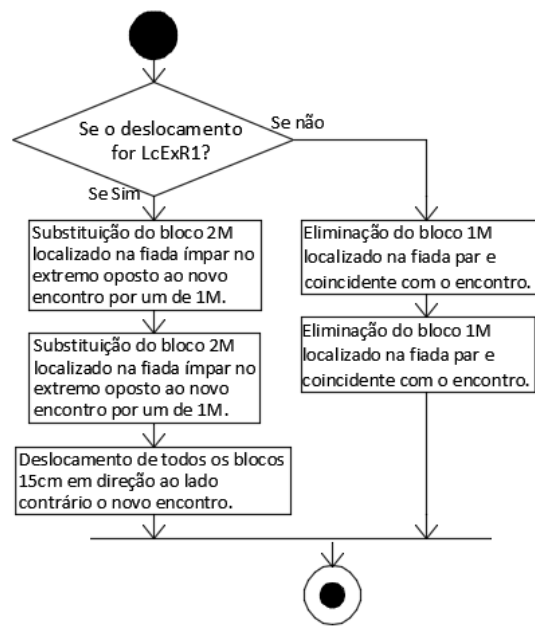 Se o deslocamento
for LcExR1?
Se não
Se Sim
Substituição do bloco 2M
localizado na fiada ímpar no
extremo oposto ao novo
encontro por um de 1M.
Substituição do bloco 2M
localizado na fiada ímpar no
extremo oposto ao novo
encontro por um de 1M.
Deslocamento de todos os blocos
15cm em direção ao lado
contrário o novo encontro.
Eliminação do bloco 1M
localizado na fiada par e
coincidente com o encontro.
Eliminação do bloco 1M
localizado na fiada par e
coincidente com o encontro.